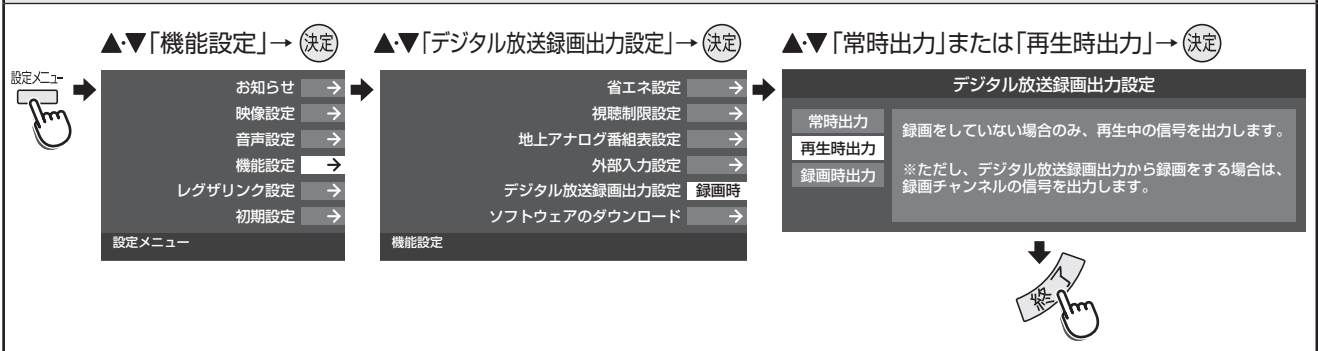 ▲・▼「機能設定」→ 決定
▲・▼「デジタル放送録画出力設定」→ 決定
▲・▼「常時出力」または「再生時出力」→ 決定
設定メニュー
お知らせ →
映像設定 →
音声設定 →
機能設定 →
レグザリンク設定 →
初期設定 →
設定メニュー
省エネ設定 →
視聴制限設定 →
地上アナログ番組表設定 →
外部入力設定 →
デジタル放送録画出力設定 録画時
ソフトウェアのダウンロード →
機能設定
デジタル放送録画出力設定
常時出力
再生時出力
録画時出力
録画をしていない場合のみ、再生中の信号を出力します。
※ただし、デジタル放送録画出力から録画をする場合は、
録画チャンネルの信号を出力します。
終了